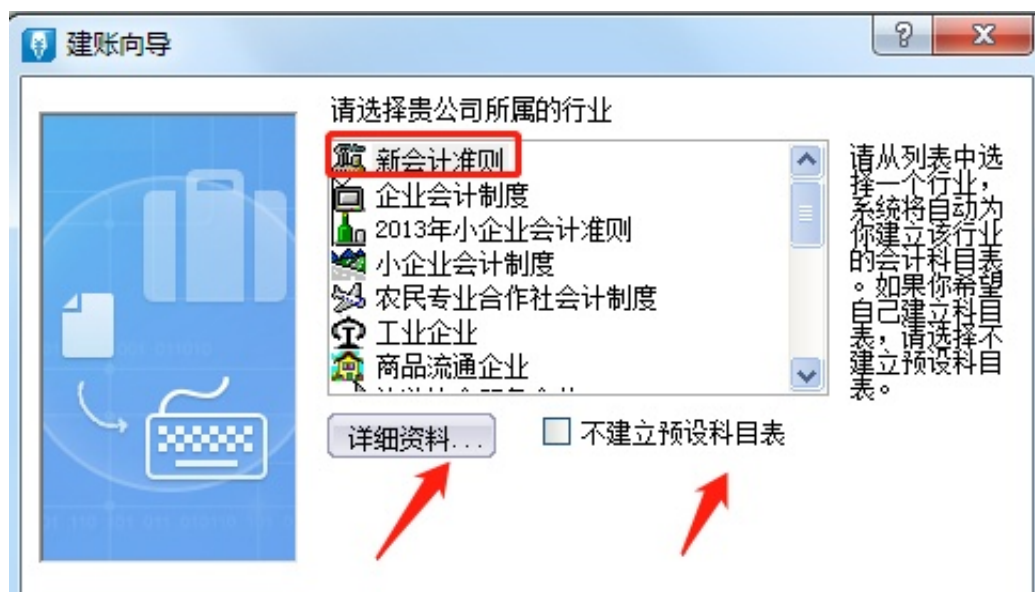 建账向导
请选择贵公司所属的行业
新会计准则
企业会计制度
2013年小企业会计准则
小企业会计制度
农民专业合作社会计制度
工业企业
商品流通企业
请从列表中选
择一个行业，
系统将自动为
你建立该行业
的会计科目表
。如果你希望
自己建立科目
表，请选择不
建立预设科目
表。
详细资料...
不建立预设科目表